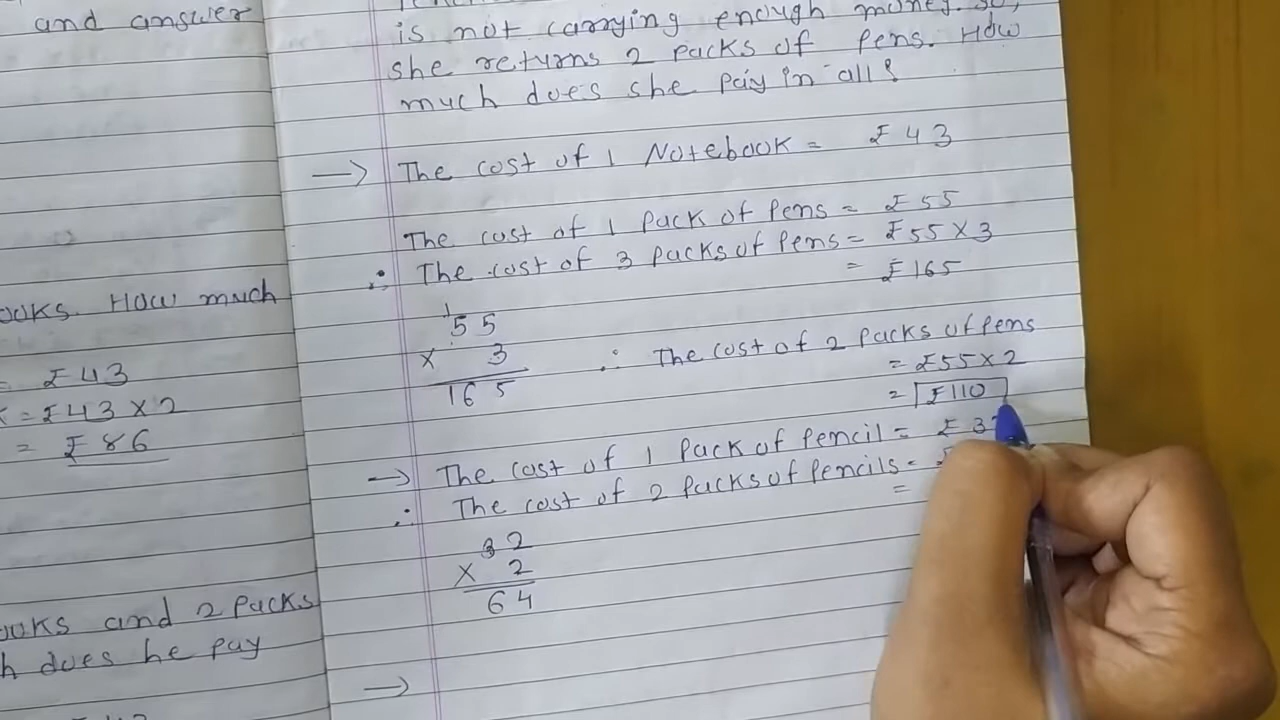 and answer
ooks. How much
= ₹43
= ₹43 × 2
= ₹86
ooks and 2 Packs
h does he pay
is not carrying enough money. So,
she returns 2 packs of pens. How
much does she pay in all?
→ The cost of 1 Notebook = ₹43
The cost of 1 Pack of Pens = ₹55
∴ The cost of 3 packs of Pens = ₹55 × 3
= ₹165
1
55
× 3
165
∴ The cost of 2 Packs of Pens
= ₹55 × 2
= ₹110
→ The cost of 1 Pack of Pencil = ₹3
∴ The cost of 2 Packs of Pencils =
=
32
× 2
64
→